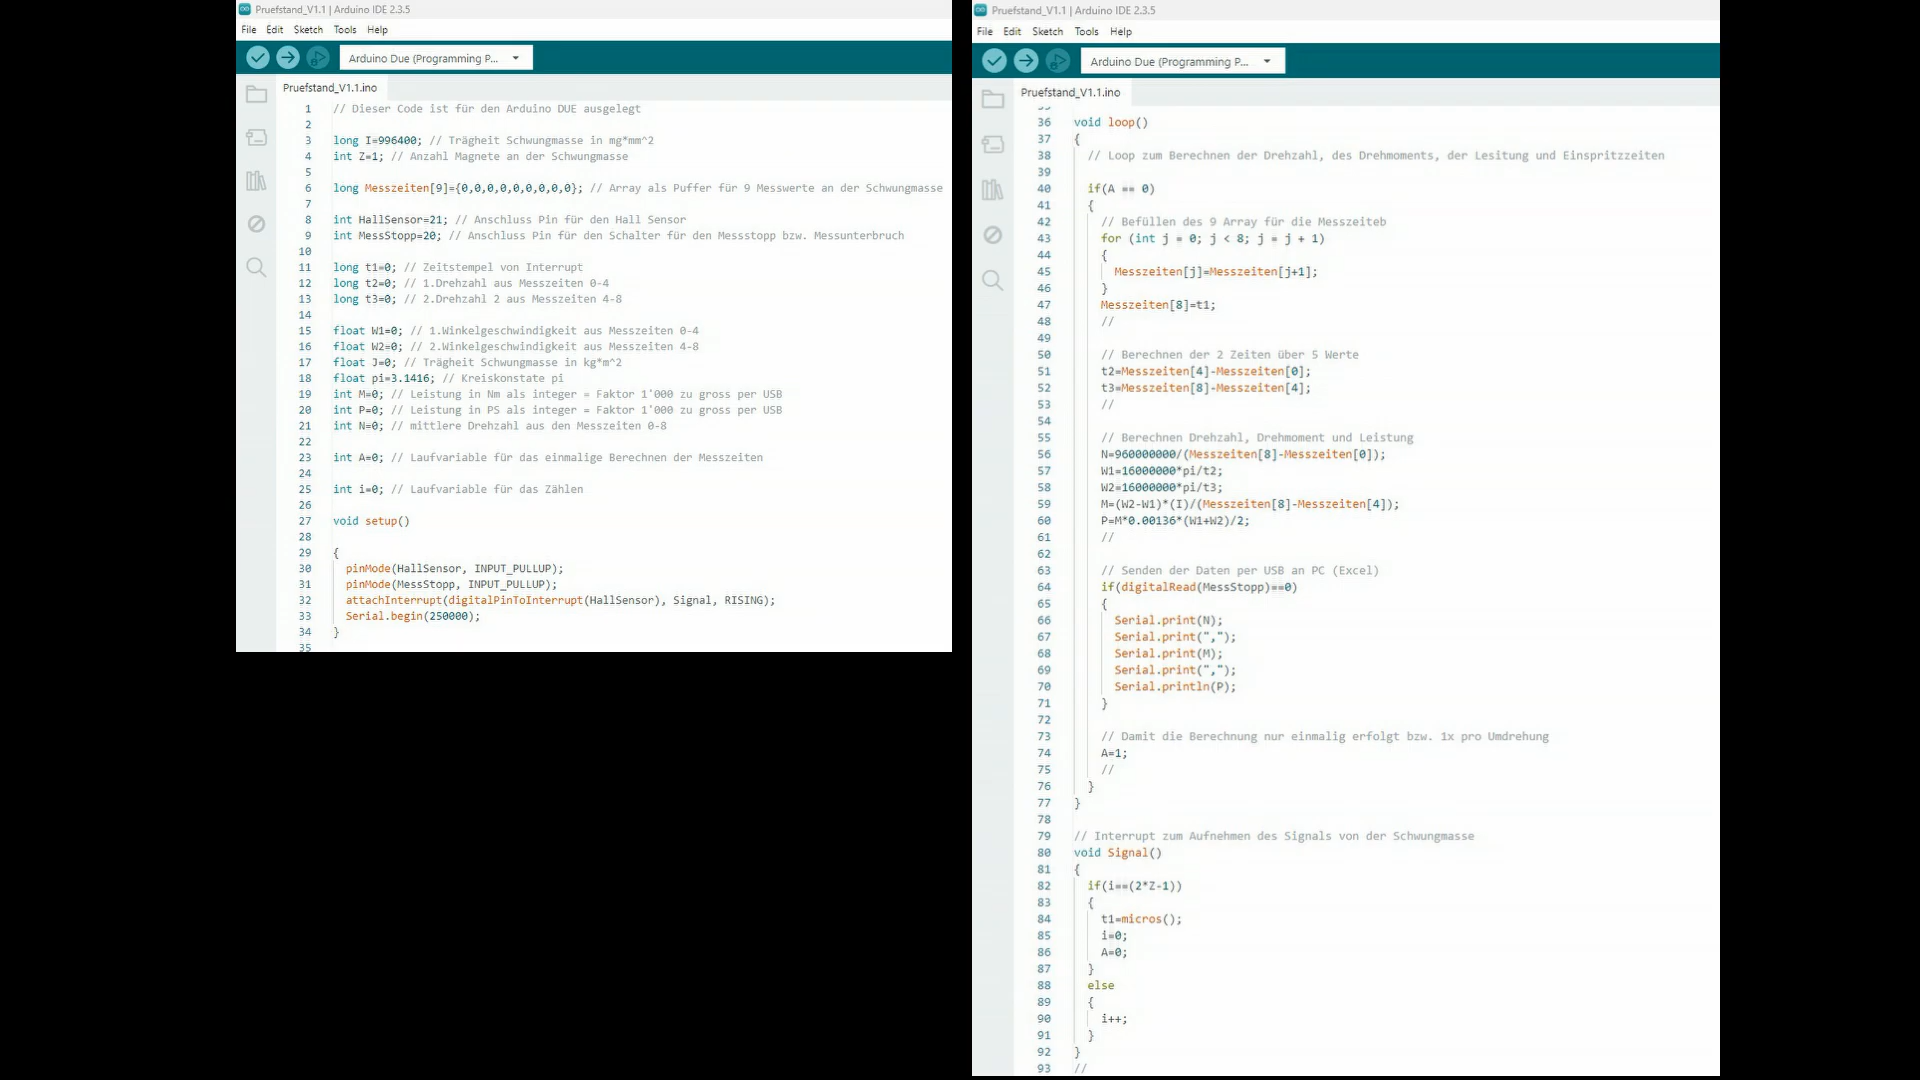 Pruefstand_V1.1 | Arduino IDE 2.3.5
File Edit Sketch Tools Help
Arduino Due (Programming P...
Pruefstand_V1.1.ino
1 // Dieser Code ist für den Arduino DUE ausgelegt
2
3 long I=996400; // Trägheit Schwungmasse in mg*mm^2
4 int Z=1; // Anzahl Magnete an der Schwungmasse
5
6 long Messzeiten[9]={0,0,0,0,0,0,0,0,0}; // Array als Puffer für 9 Messwerte an der Schwungmasse
7
8 int HallSensor=21; // Anschluss Pin für den Hall Sensor
9 int MessStopp=20; // Anschluss Pin für den Schalter für den Messstopp bzw. Messunterbruch
10
11 long t1=0; // Zeitstempel von Interrupt
12 long t2=0; // 1.Drehzahl aus Messzeiten 0-4
13 long t3=0; // 2.Drehzahl 2 aus Messzeiten 4-8
14
15 float W1=0; // 1.Winkelgeschwindigkeit aus Messzeiten 0-4
16 float W2=0; // 2.Winkelgeschwindigkeit aus Messzeiten 4-8
17 float J=0; // Trägheit Schwungmasse in kg*m^2
18 float pi=3.1416; // Kreiskonstate pi
19 int M=0; // Leistung in Nm als integer = Faktor 1'000 zu gross per USB
20 int P=0; // Leistung in PS als integer = Faktor 1'000 zu gross per USB
21 int N=0; // mittlere Drehzahl aus den Messzeiten 0-8
22
23 int A=0; // Laufvariable für das einmalige Berechnen der Messzeiten
24
25 int i=0; // Laufvariable für das Zählen
26
27 void setup()
28
29 {
30 pinMode(HallSensor, INPUT_PULLUP);
31 pinMode(MessStopp, INPUT_PULLUP);
32 attachInterrupt(digitalPinToInterrupt(HallSensor), Signal, RISING);
33 Serial.begin(250000);
34 }
35
Pruefstand_V1.1 | Arduino IDE 2.3.5
File Edit Sketch Tools Help
Arduino Due (Programming P...
Pruefstand_V1.1.ino
35
36 void loop()
37 {
38 // Loop zum Berechnen der Drehzahl, des Drehmoments, der Lesitung und Einspritzzeiten
39
40 if(A == 0)
41 {
42 // Befüllen des 9 Array für die Messzeiteb
43 for (int j = 0; j < 8; j = j + 1)
44 {
45 Messzeiten[j]=Messzeiten[j+1];
46 }
47 Messzeiten[8]=t1;
48 //
49
50 // Berechnen der 2 Zeiten über 5 Werte
51 t2=Messzeiten[4]-Messzeiten[0];
52 t3=Messzeiten[8]-Messzeiten[4];
53 //
54
55 // Berechnen Drehzahl, Drehmoment und Leistung
56 N=960000000/(Messzeiten[8]-Messzeiten[0]);
57 W1=16000000*pi/t2;
58 W2=16000000*pi/t3;
59 M=(W2-W1)*(I)/(Messzeiten[8]-Messzeiten[4]);
60 P=M*0.00136*(W1+W2)/2;
61 //
62
63 // Senden der Daten per USB an PC (Excel)
64 if(digitalRead(MessStopp)==0)
65 {
66 Serial.print(N);
67 Serial.print(",");
68 Serial.print(M);
69 Serial.print(",");
70 Serial.println(P);
71 }
72
73 // Damit die Berechnung nur einmalig erfolgt bzw. 1x pro Umdrehung
74 A=1;
75 //
76 }
77 }
78
79 // Interrupt zum Aufnehmen des Signals von der Schwungmasse
80 void Signal()
81 {
82 if(i==(2*Z-1))
83 {
84 t1=micros();
85 i=0;
86 A=0;
87 }
88 else
89 {
90 i++;
91 }
92 }
93 //